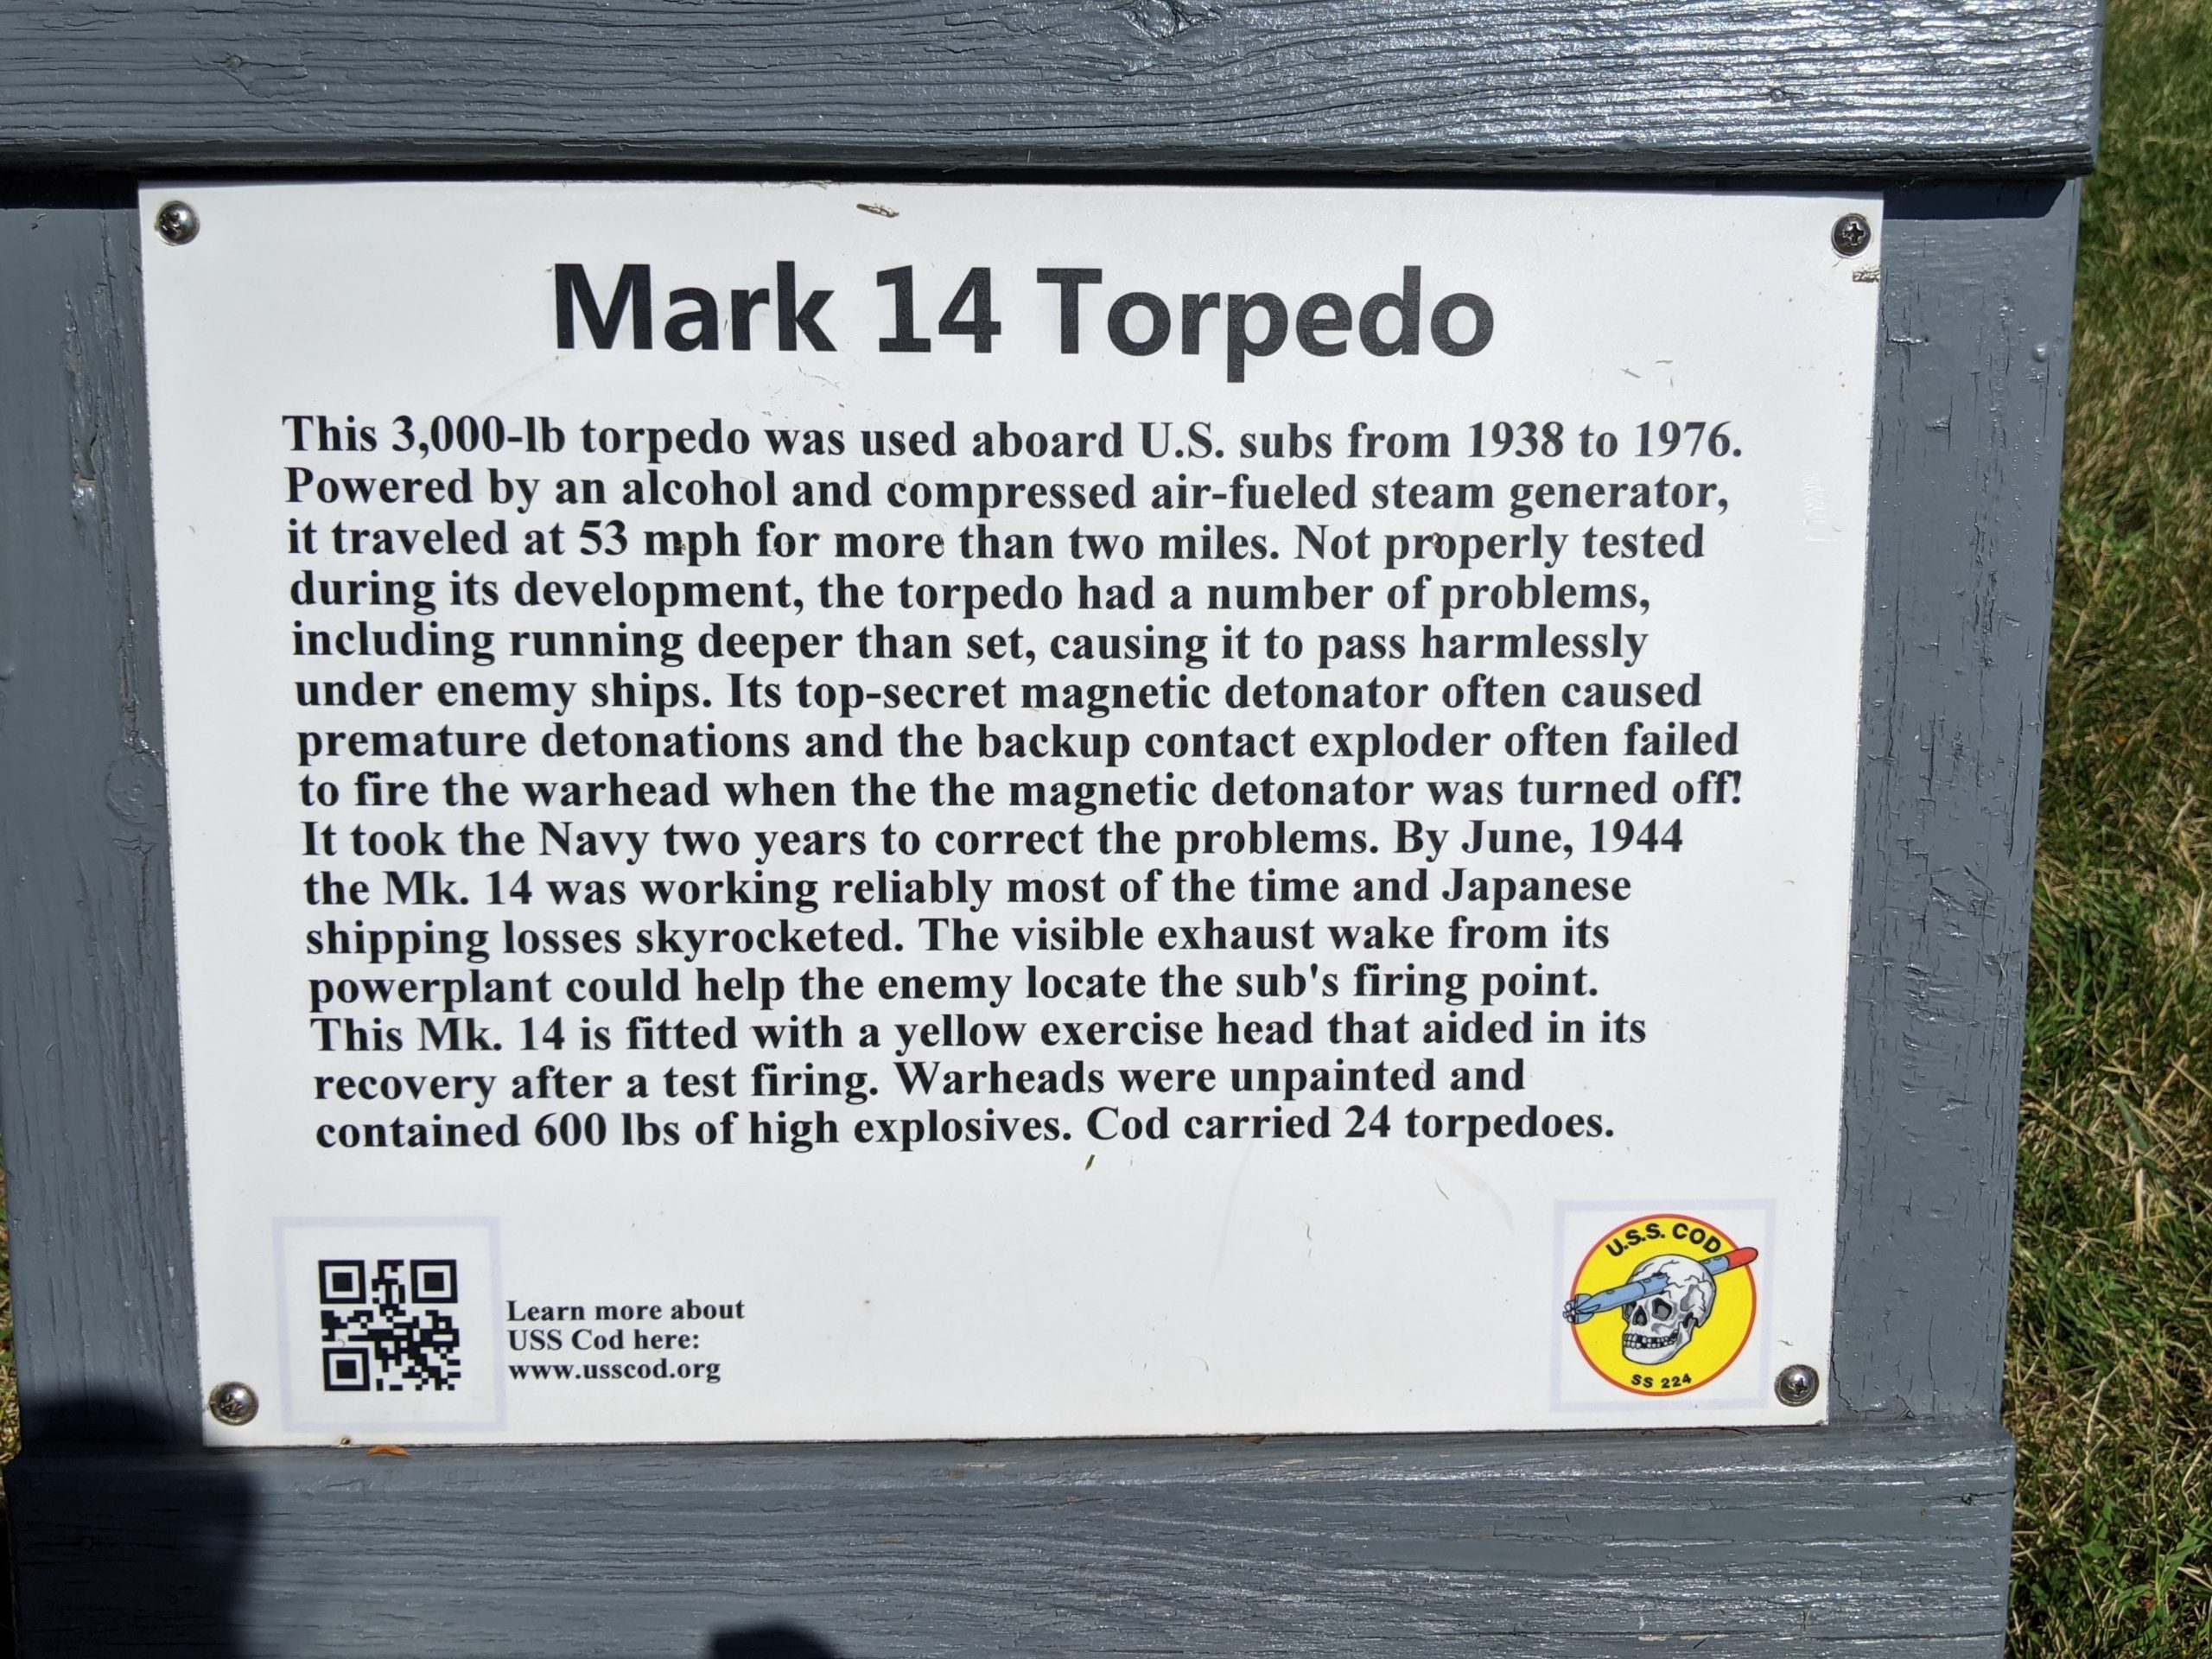 Mark 14 Torpedo
This 3,000-lb torpedo was used aboard U.S. subs from 1938 to 1976.
Powered by an alcohol and compressed air-fueled steam generator,
it traveled at 53 mph for more than two miles. Not properly tested
during its development, the torpedo had a number of problems,
including running deeper than set, causing it to pass harmlessly
under enemy ships. Its top-secret magnetic detonator often caused
premature detonations and the backup contact exploder often failed
to fire the warhead when the the magnetic detonator was turned off!
It took the Navy two years to correct the problems. By June, 1944
the Mk. 14 was working reliably most of the time and Japanese
shipping losses skyrocketed. The visible exhaust wake from its
powerplant could help the enemy locate the sub's firing point.
This Mk. 14 is fitted with a yellow exercise head that aided in its
recovery after a test firing. Warheads were unpainted and
contained 600 lbs of high explosives. Cod carried 24 torpedoes.
Learn more about
USS Cod here:
www.usscod.org
U.S.S. COD
SS 224